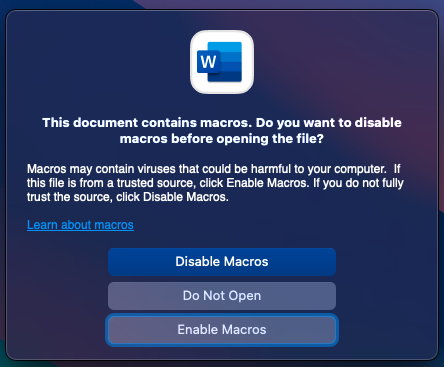 W
This document contains macros. Do you want to disable
macros before opening the file?
Macros may contain viruses that could be harmful to your computer.  If
this file is from a trusted source, click Enable Macros. If you do not fully
trust the source, click Disable Macros.
Learn about macros
Disable Macros
Do Not Open
Enable Macros